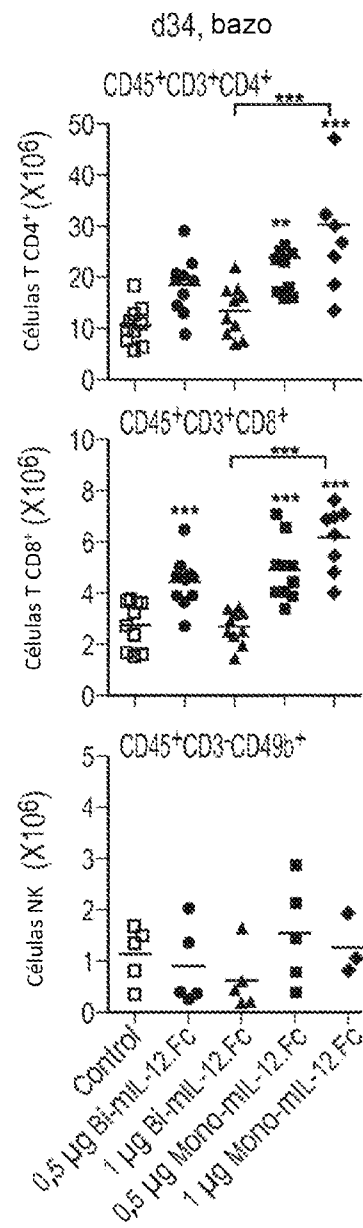 d34, bazo
CD45⁺CD3⁺CD4⁺
***
***
**
Células T CD4⁺ (X10⁶)
50
40
30
20
10
0
CD45⁺CD3⁺CD8⁺
***
***
***
***
Células T CD8⁺ (X10⁶)
10
8
6
4
2
0
CD45⁺CD3⁻CD49b⁺
Células NK (X10⁶)
5
4
3
2
1
0
Control
0,5 µg Bi-mIL-12.Fc
1 µg Bi-mIL-12.Fc
0,5 µg Mono-mIL-12.Fc
1 µg Mono-mIL-12.Fc